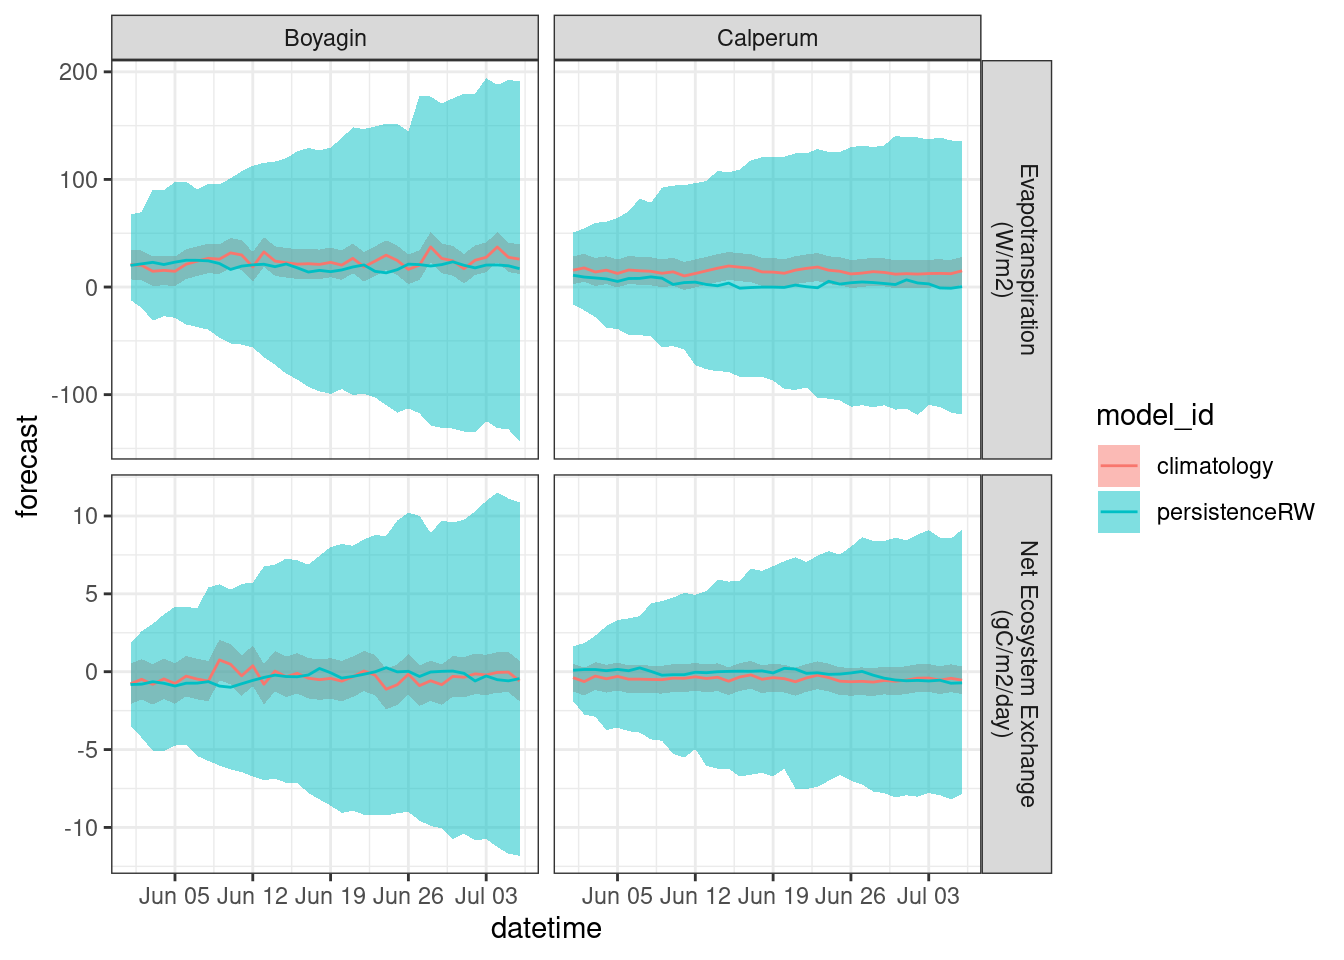 Boyagin
Calperum
200
100
0
-100
Evapotranspiration
(W/m2)
10
5
0
-5
-10
Net Ecosystem Exchange
(gC/m2/day)
forecast
Jun 05 Jun 12 Jun 19 Jun 26 Jul 03
Jun 05 Jun 12 Jun 19 Jun 26 Jul 03
datetime
model_id
climatology
persistenceRW